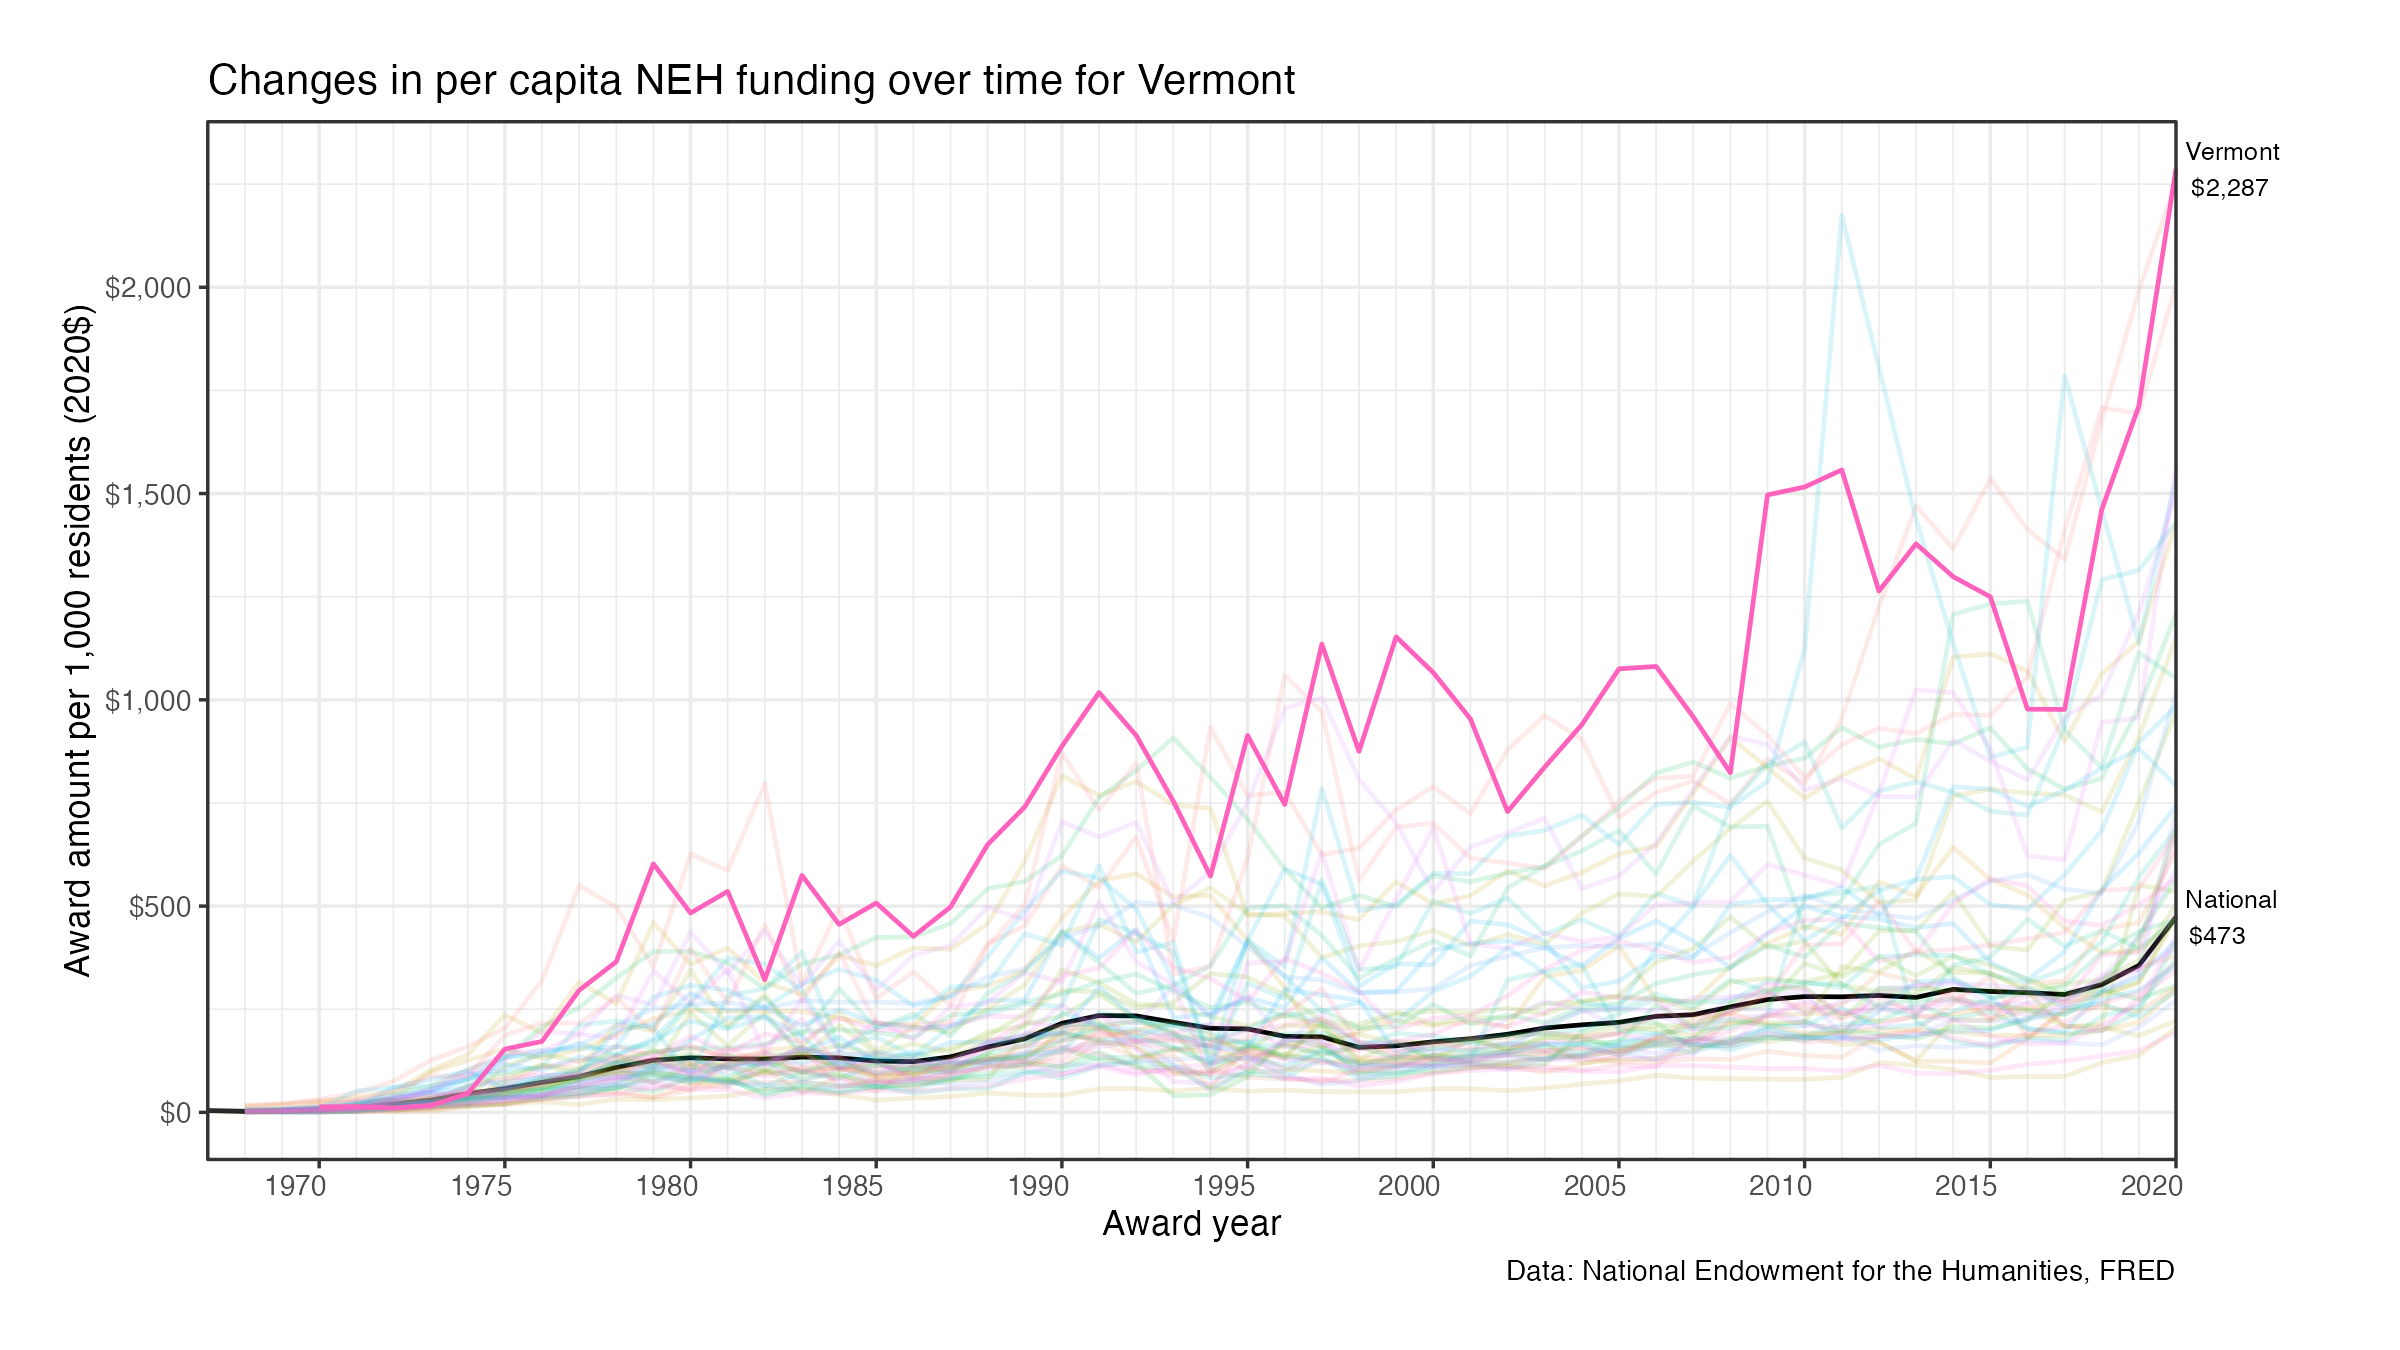 Changes in per capita NEH funding over time for Vermont
Vermont
$2,287
$2,000
$1,500
$1,000
$500
$0
Award amount per 1,000 residents (2020$)
National
$473
1970 1975 1980 1985 1990 1995 2000 2005 2010 2015 2020
Award year
Data: National Endowment for the Humanities, FRED